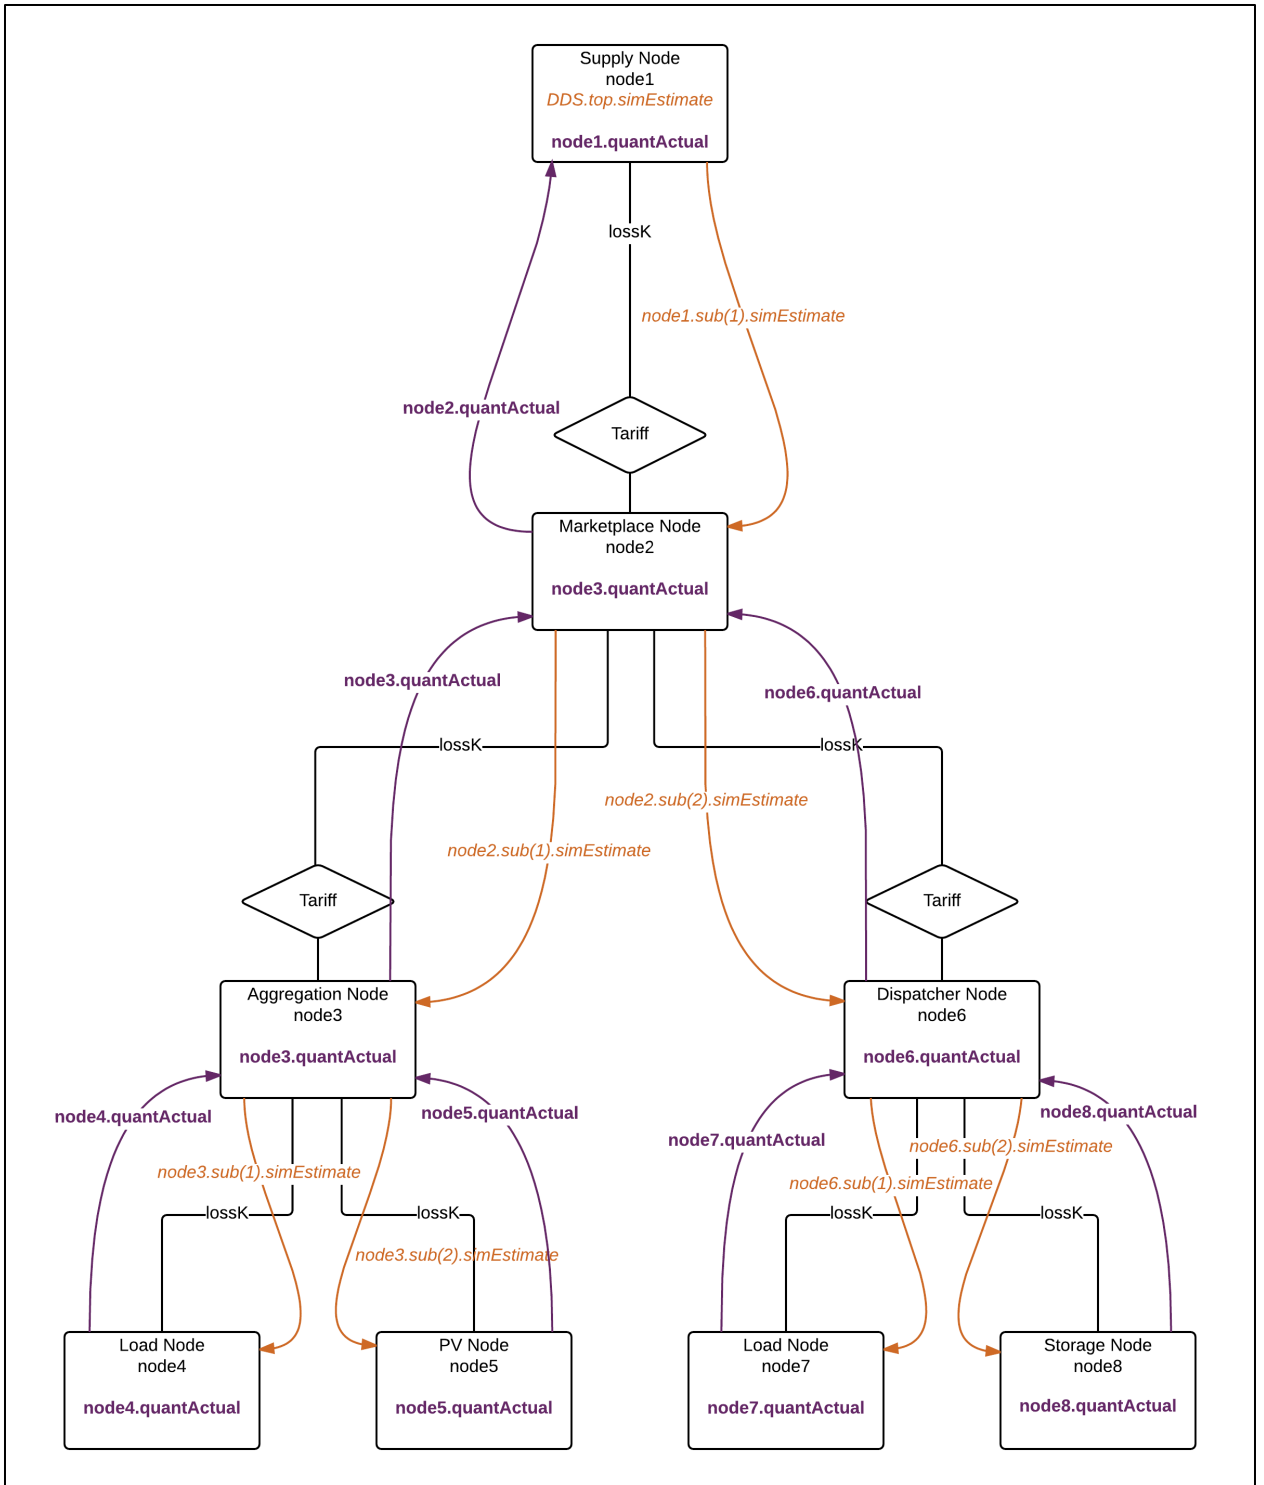 Supply Node
node1
DDS.top.simEstimate
node1.quantActual
lossK
node1.sub(1).simEstimate
node2.quantActual
Tariff
Marketplace Node
node2
node3.quantActual
node3.quantActual
node6.quantActual
lossK
lossK
node2.sub(2).simEstimate
node2.sub(1).simEstimate
Tariff
Tariff
Aggregation Node
node3
node3.quantActual
Dispatcher Node
node6
node6.quantActual
node4.quantActual
node5.quantActual
node7.quantActual
node8.quantActual
node3.sub(1).simEstimate
node6.sub(2).simEstimate
node6.sub(1).simEstimate
lossK
lossK
lossK
lossK
node3.sub(2).simEstimate
Load Node
node4
node4.quantActual
PV Node
node5
node5.quantActual
Load Node
node7
node7.quantActual
Storage Node
node8
node8.quantActual